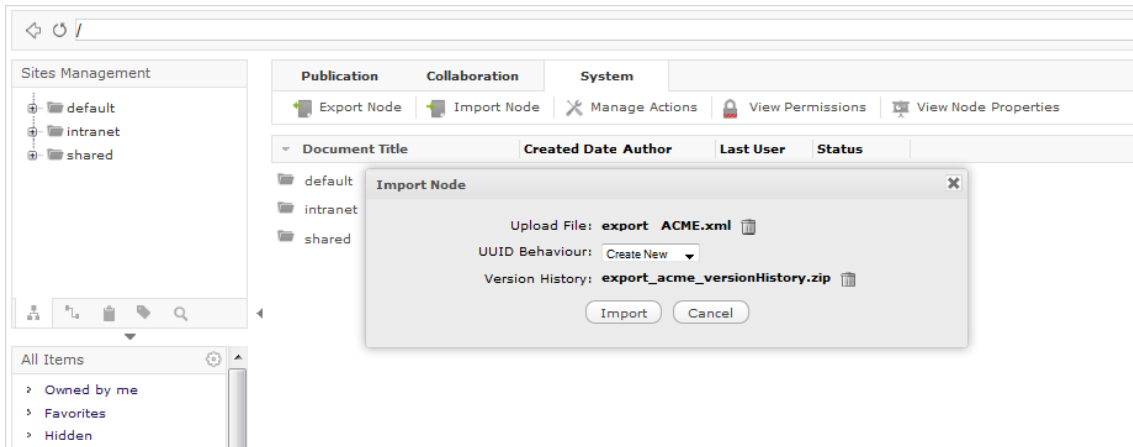 /
Sites Management
default
intranet
shared
Publication Collaboration System
Export Node Import Node Manage Actions View Permissions View Node Properties
Document Title Created Date Author Last User Status
default
intranet
shared
Import Node
Upload File: export ACME.xml
UUID Behaviour: Create New
Version History: export_acme_versionHistory.zip
Import Cancel
All Items
Owned by me
Favorites
Hidden